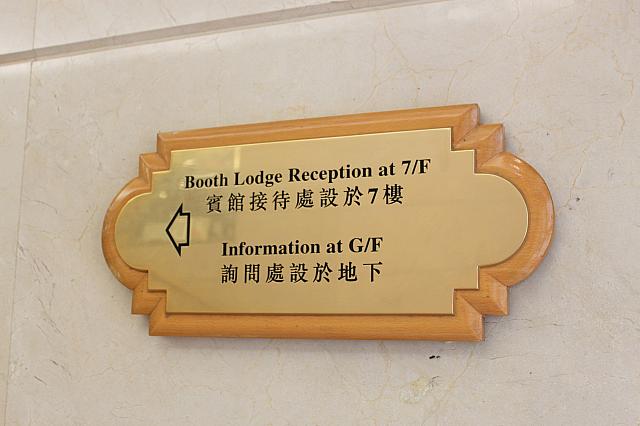 Booth Lodge Reception at 7/F
賓館接待處設於7樓
Information at G/F
詢問處設於地下